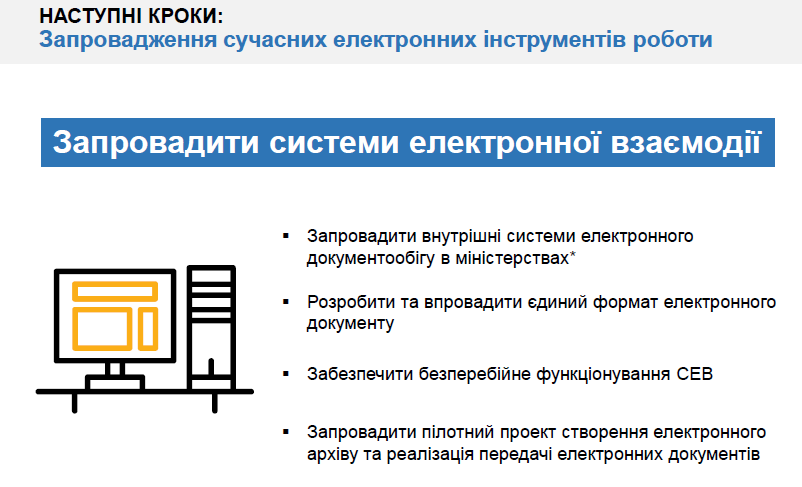 НАСТУПНІ КРОКИ:
Запровадження сучасних електронних інструментів роботи
Запровадити системи електронної взаємодії
▪ Запровадити внутрішні системи електронного
документообігу в міністерствах*
▪ Розробити та впровадити єдиний формат електронного
документу
▪ Забезпечити безперебійне функціонування СЕВ
▪ Запровадити пілотний проект створення електронного
архіву та реалізація передачі електронних документів